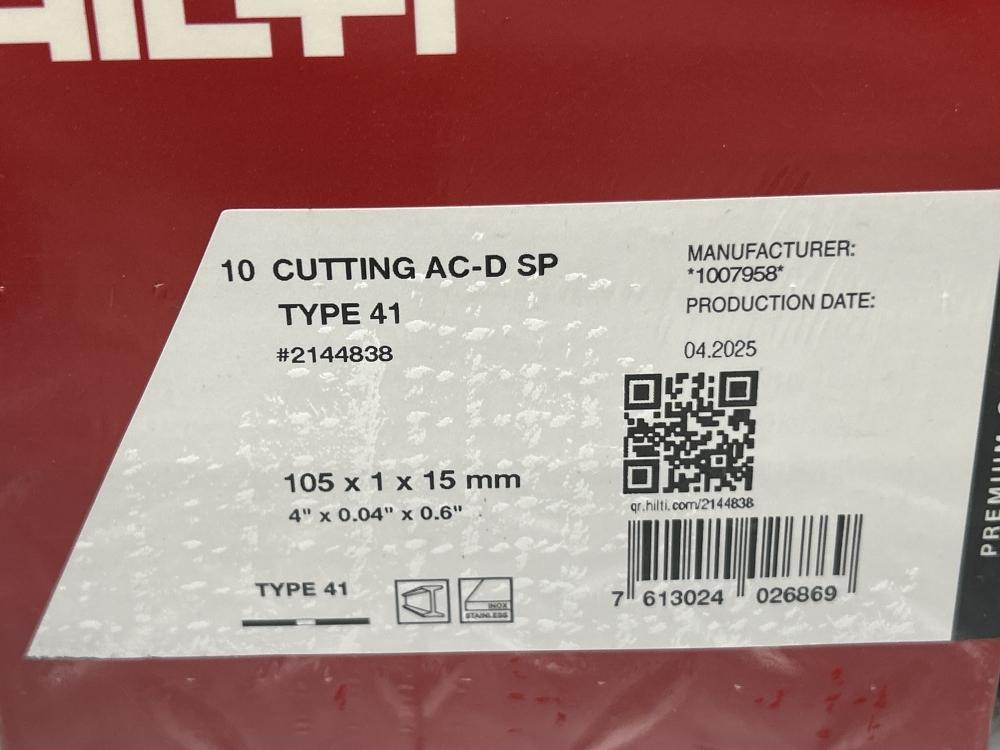 HILTI
10 CUTTING AC-D SP
TYPE 41
#2144838
105 x 1 x 15 mm
4" x 0.04" x 0.6"
TYPE 41
INOX
STAINLESS
MANUFACTURER:
*1007958*
PRODUCTION DATE:
04.2025
qr.hilti.com/2144838
7 613024 026869
PREMIUM